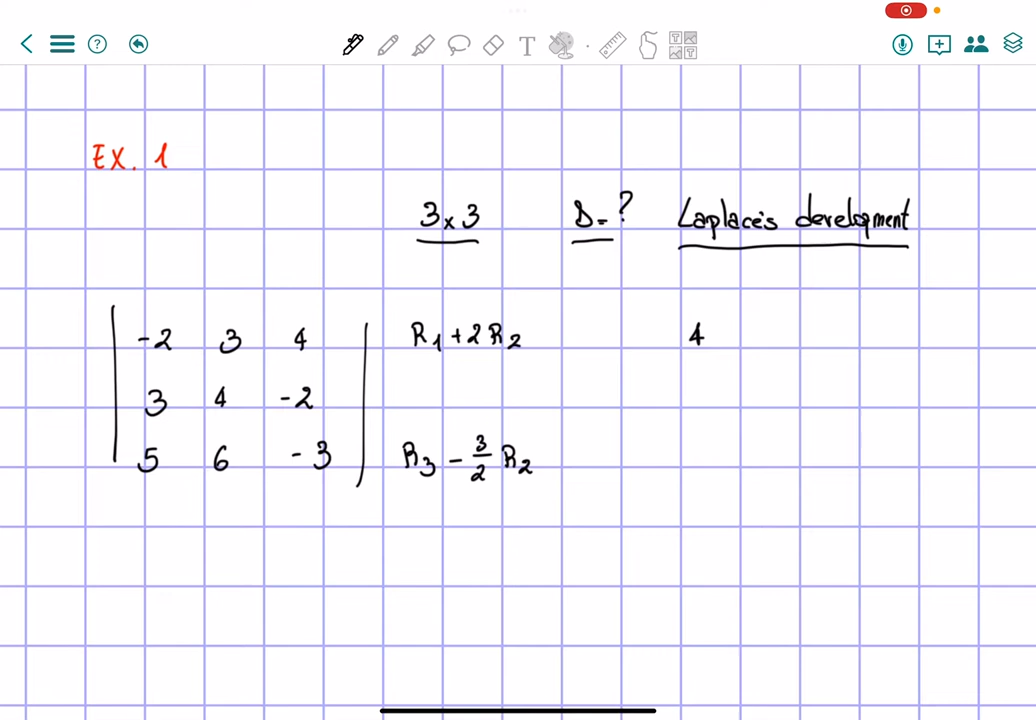 Ex. 1
3x3 D=? Laplace's development
-2 3 4 R1+2R2 4
3 4 -2
5 6 -3 R3 - 3/2 R2